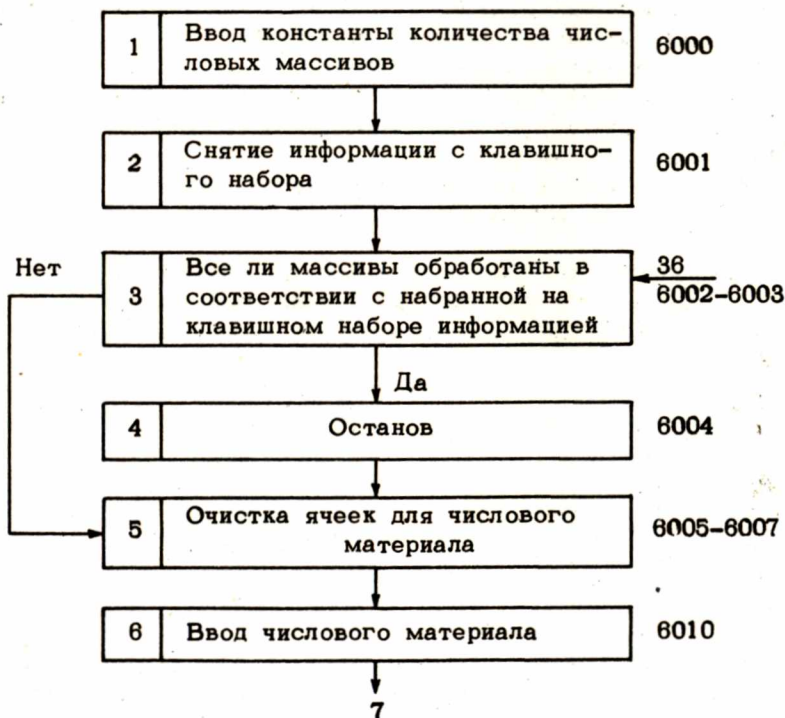 1
Ввод константы количества чис-
ловых массивов
6000
2
Снятие информации с клавишно-
го набора
6001
Нет
3
Все ли массивы обработаны в
соответствии с набранной на
клавишном наборе информацией
36
6002-6003
Да
4
Останов
6004
5
Очистка ячеек для числового
материала
6005-6007
6
Ввод числового материала
6010
7